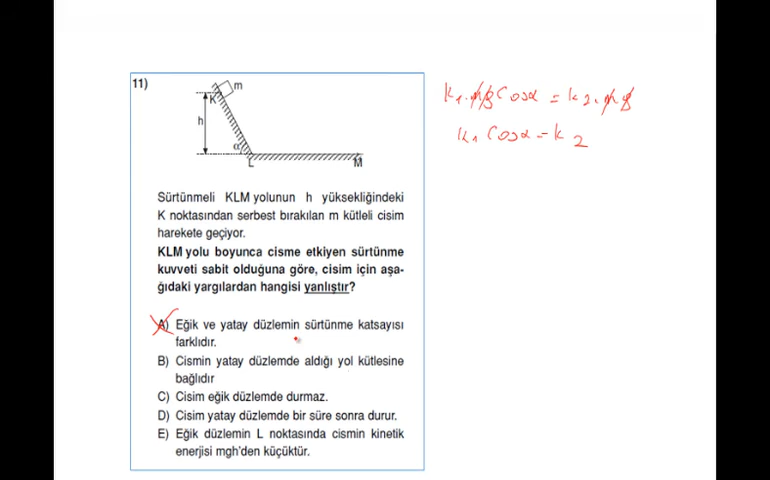 11)
m
K
h
α
L
M
k₁.mg Cosα = k₂.mg
k₁ Cosα = k₂
Sürtünmeli KLM yolunun h yüksekliğindeki
K noktasından serbest bırakılan m kütleli cisim
harekete geçiyor.
KLM yolu boyunca cisme etkiyen sürtünme
kuvveti sabit olduğuna göre, cisim için aşa-
ğıdaki yargılardan hangisi yanlıştır?
A) Eğik ve yatay düzlemin sürtünme katsayısı
farklıdır.
B) Cismin yatay düzlemde aldığı yol kütlesine
bağlıdır
C) Cisim eğik düzlemde durmaz.
D) Cisim yatay düzlemde bir süre sonra durur.
E) Eğik düzlemin L noktasında cismin kinetik
enerjisi mgh'den küçüktür.